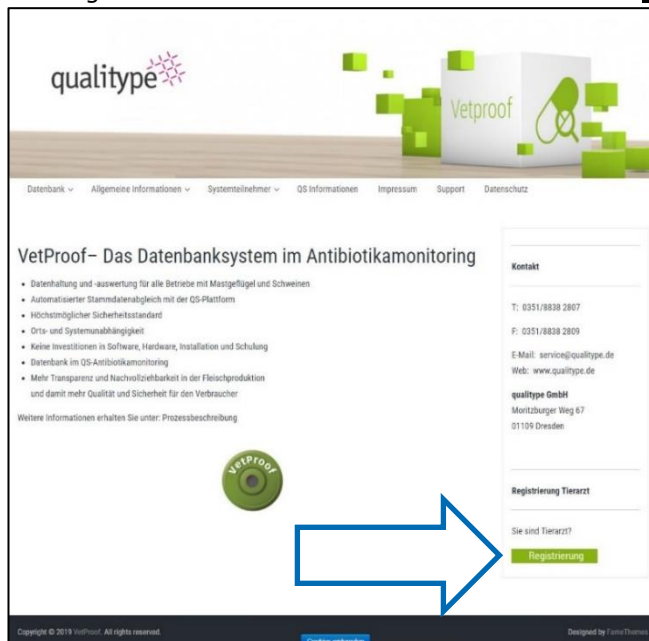 qualitype
Vetproof
Datenbank
Allgemeine Informationen
Systemteilnehmer
QS Informationen
Impressum
Support
Datenschutz
VetProof– Das Datenbanksystem im Antibiotikamonitoring
• Datenhaltung und -auswertung für alle Betriebe mit Mastgeflügel und Schweinen
• Automatisierter Stammdatenabgleich mit der QS-Plattform
• Höchstmöglicher Sicherheitsstandard
• Orts- und Systemunabhängigkeit
• Keine Investitionen in Software, Hardware, Installation und Schulung
• Datenbank im QS-Antibiotikamonitoring
• Mehr Transparenz und Nachvollziehbarkeit in der Fleischproduktion
und damit mehr Qualität und Sicherheit für den Verbraucher
Weitere Informationen erhalten Sie unter: Prozessbeschreibung
VetProof
Kontakt
T: 0351/8838 2807
F: 0351/8838 2809
E-Mail: service@qualitype.de
Web: www.qualitype.de
qualitype GmbH
Moritzburger Weg 67
01109 Dresden
Registrierung Tierarzt
Sie sind Tierarzt?
Registrierung
Copyright © 2019 VetProof. All rights reserved.
Designed by FameThemes